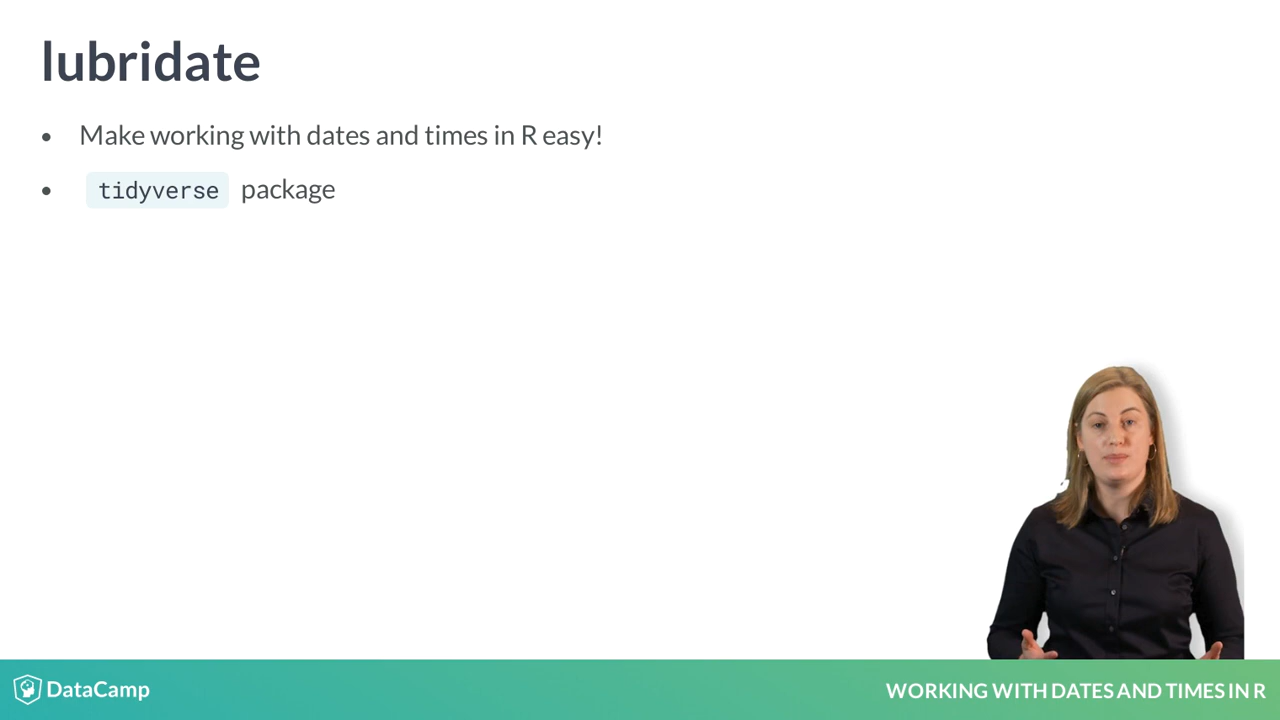 lubridate
• Make working with dates and times in R easy!
• tidyverse package
DataCamp
WORKING WITH DATES AND TIMES IN R